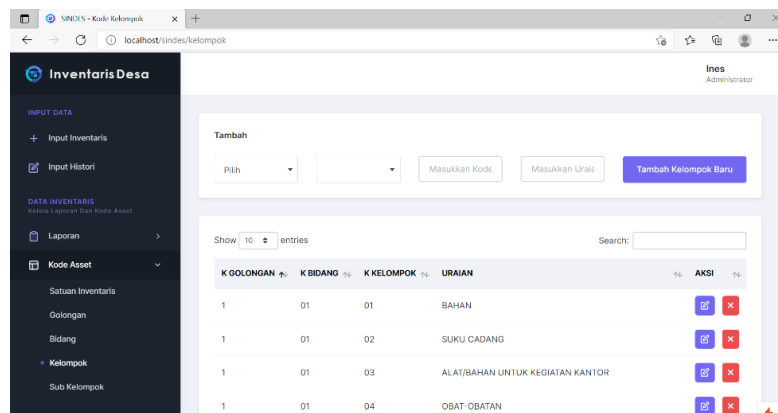 SINDES - Kode Kelompok
localhost/sindes/kelompok
Inventaris Desa
Ines
Administrator
INPUT DATA
Input Inventaris
Input Histori
DATA INVENTARIS
Kelola Laporan Dan Kode Asset
Laporan
Kode Asset
Satuan Inventaris
Golongan
Bidang
Kelompok
Sub Kelompok
Tambah
Pilih Masukkan Kode Masukkan Uraia Tambah Kelompok Baru
Show 10 entries Search:
K GOLONGAN K BIDANG K KELOMPOK URAIAN AKSI
1 01 01 BAHAN
1 01 02 SUKU CADANG
1 01 03 ALAT/BAHAN UNTUK KEGIATAN KANTOR
1 01 04 OBAT-OBATAN